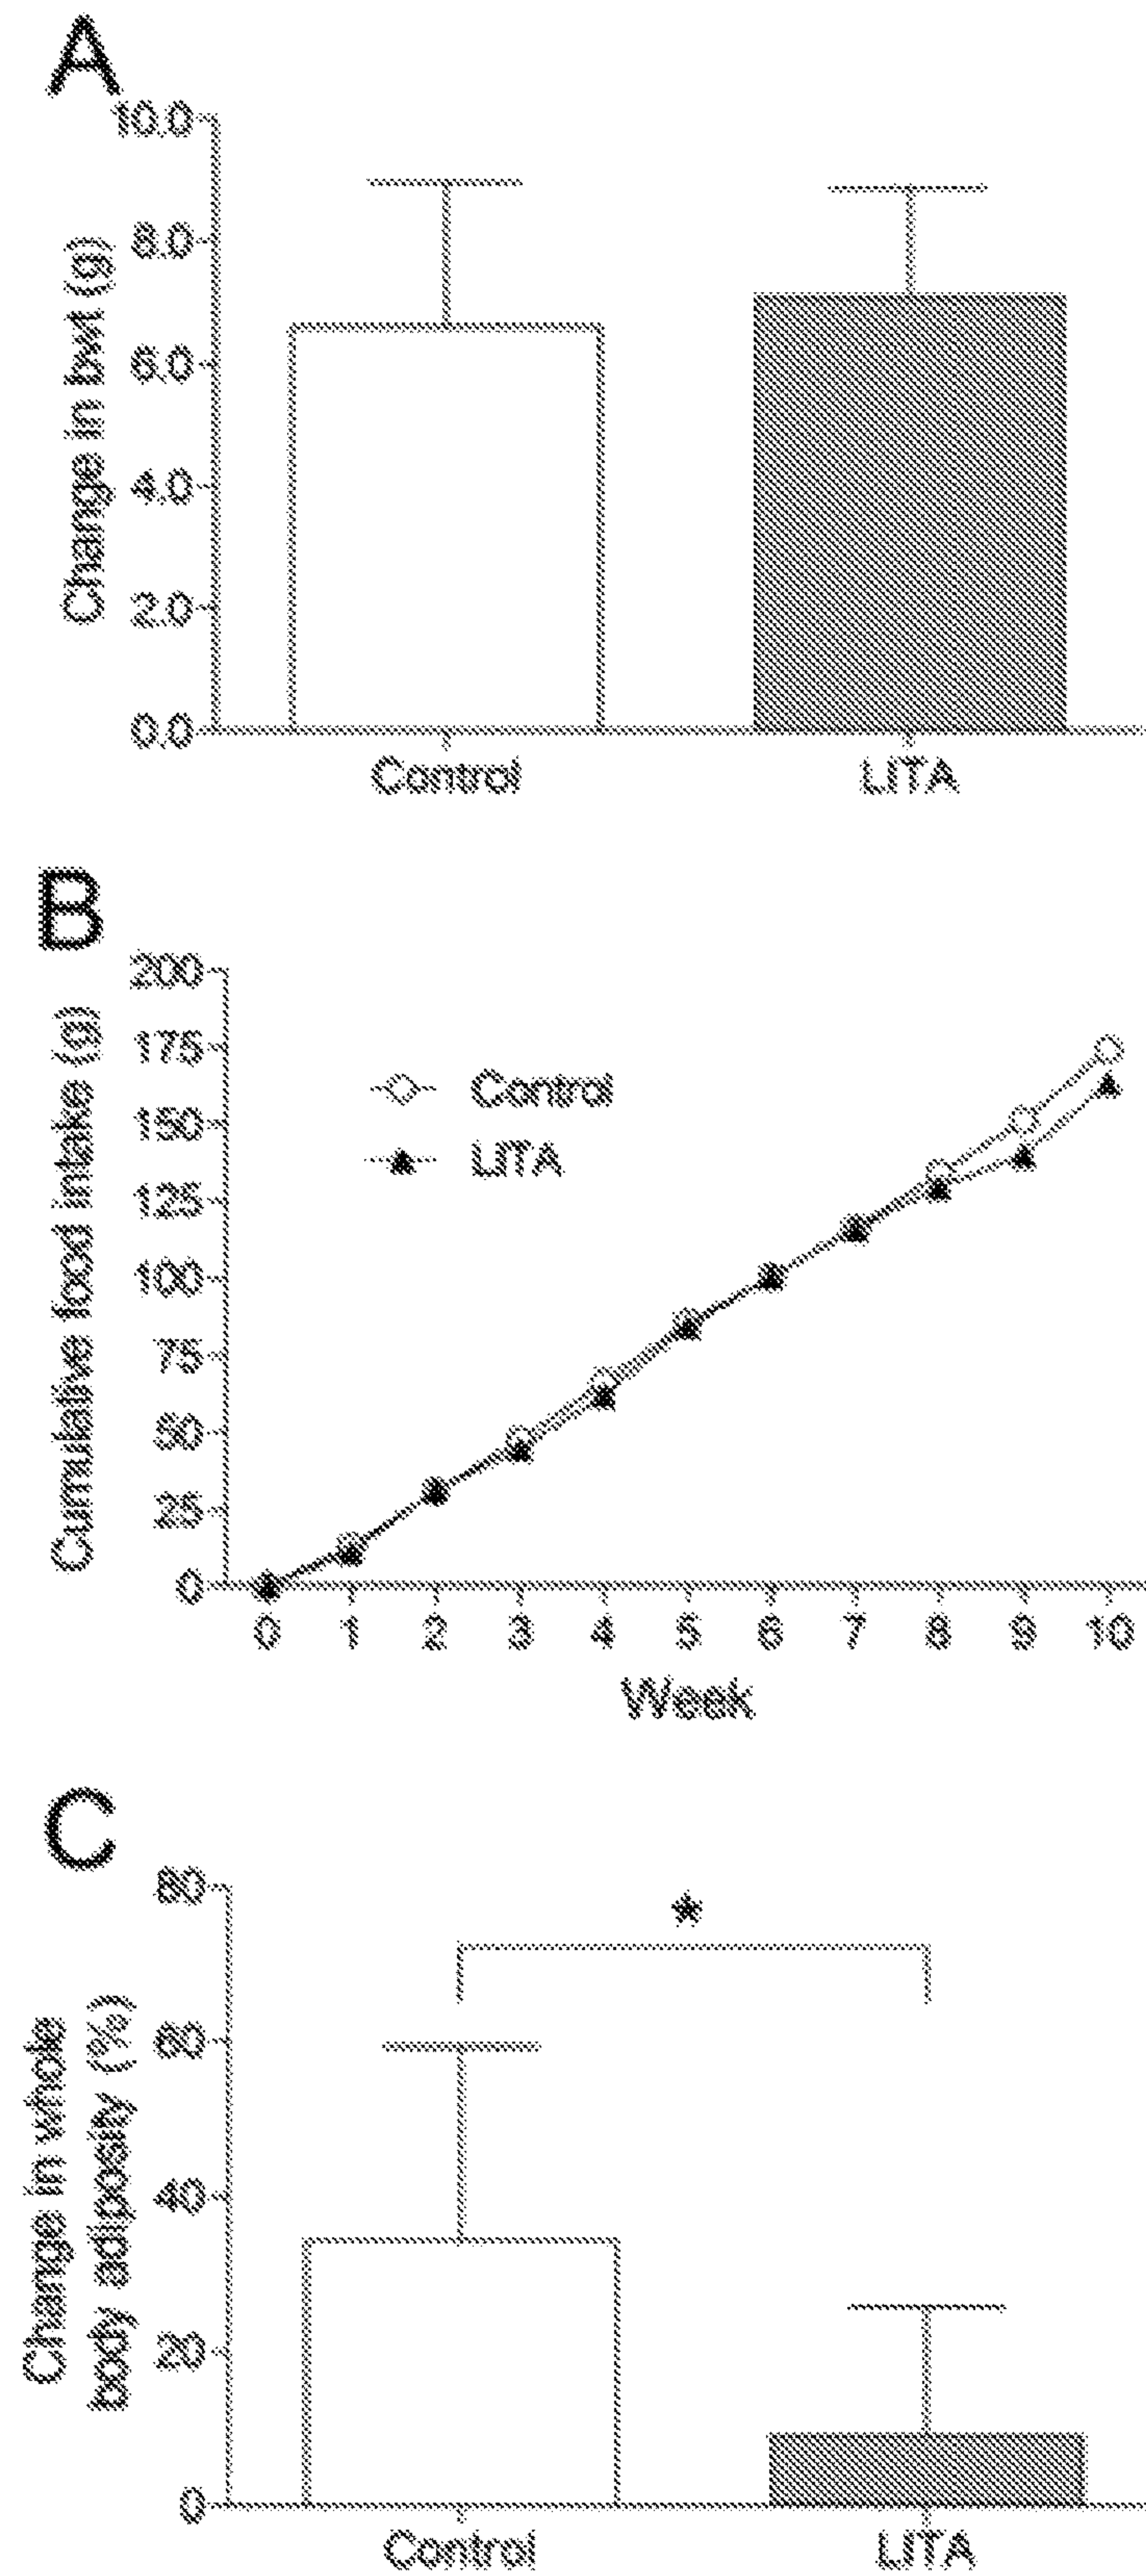 A
10.0
8.0
6.0
4.0
2.0
0.0
Change in bwt (g)
Control
LITA
B
200
175
150
125
100
75
50
25
0
Cumulative food intake (g)
Control
LITA
0 1 2 3 4 5 6 7 8 9 10
Week
C
80
60
40
20
0
Change in whole
body adiposity (%)
*
Control
LITA